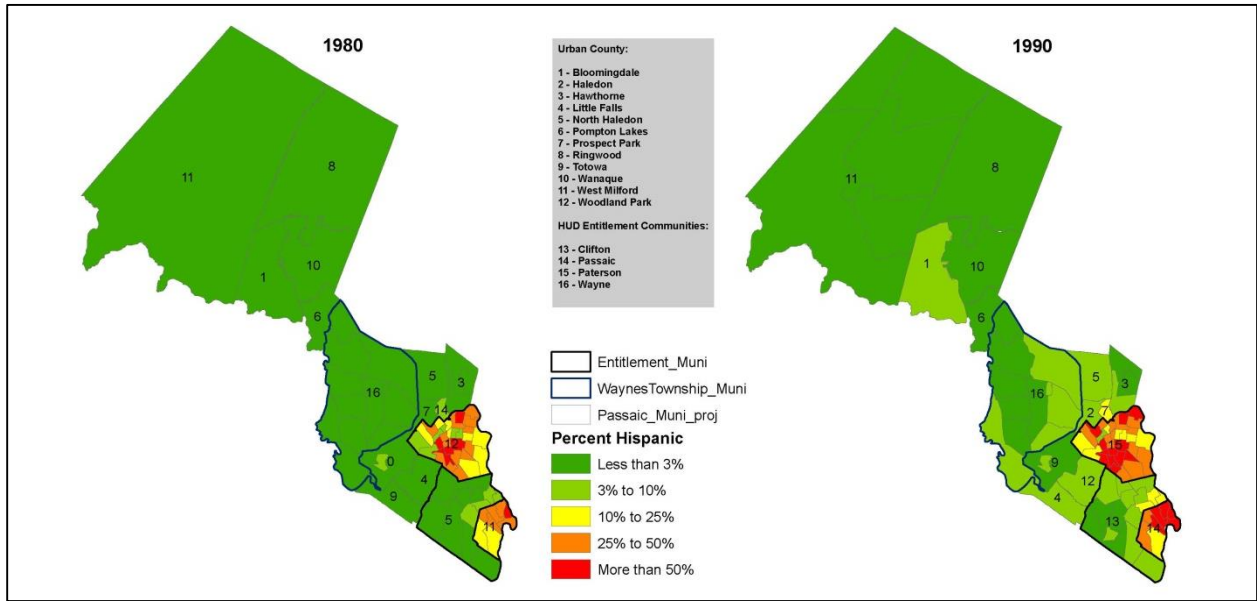 1980
11
8
1
10
6
16
5
3
7
14
12
0
9
4
5
11
Urban County:
1 - Bloomingdale
2 - Haledon
3 - Hawthorne
4 - Little Falls
5 - North Haledon
6 - Pompton Lakes
7 - Prospect Park
8 - Ringwood
9 - Totowa
10 - Wanaque
11 - West Milford
12 - Woodland Park
HUD Entitlement Communities:
13 - Clifton
14 - Passaic
15 - Paterson
16 - Wayne
Entitlement_Muni
WaynesTownship_Muni
Passaic_Muni_proj
Percent Hispanic
Less than 3%
3% to 10%
10% to 25%
25% to 50%
More than 50%
1990
11
8
1
10
6
16
5
3
2
7
15
9
12
4
13
14